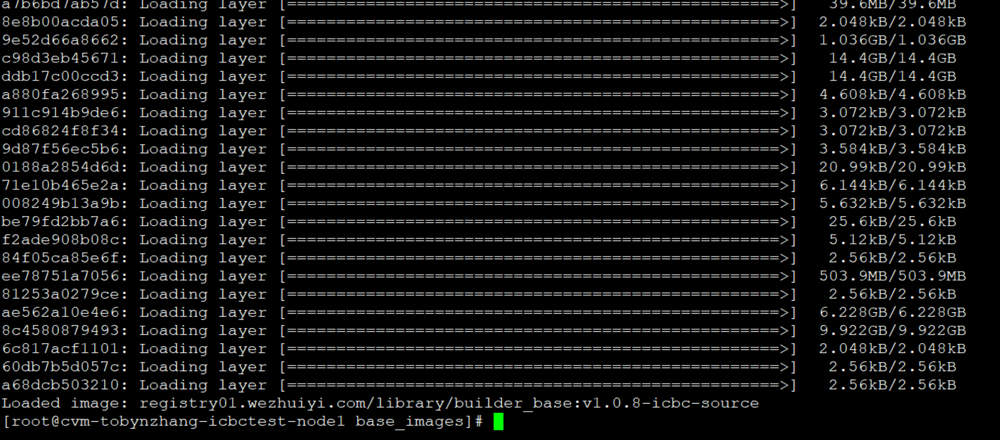 a7b6bd7ab57d: Loading layer [==================================================>] 39.6MB/39.6MB
8e8b00acda05: Loading layer [==================================================>] 2.048kB/2.048kB
9e52d66a8662: Loading layer [==================================================>] 1.036GB/1.036GB
c98d3eb45671: Loading layer [==================================================>] 14.4GB/14.4GB
ddb17c00ccd3: Loading layer [==================================================>] 14.4GB/14.4GB
a880fa268995: Loading layer [==================================================>] 4.608kB/4.608kB
911c914b9de6: Loading layer [==================================================>] 3.072kB/3.072kB
cd86824f8f34: Loading layer [==================================================>] 3.072kB/3.072kB
9d87f56ec5b6: Loading layer [==================================================>] 3.584kB/3.584kB
0188a2854d6d: Loading layer [==================================================>] 20.99kB/20.99kB
71e10b465e2a: Loading layer [==================================================>] 6.144kB/6.144kB
008249b13a9b: Loading layer [==================================================>] 5.632kB/5.632kB
be79fd2bb7a6: Loading layer [==================================================>] 25.6kB/25.6kB
f2ade908b08c: Loading layer [==================================================>] 5.12kB/5.12kB
84f05ca85e6f: Loading layer [==================================================>] 2.56kB/2.56kB
ee78751a7056: Loading layer [==================================================>] 503.9MB/503.9MB
81253a0279ce: Loading layer [==================================================>] 2.56kB/2.56kB
ae562a10e4e6: Loading layer [==================================================>] 6.228GB/6.228GB
8c4580879493: Loading layer [==================================================>] 9.922GB/9.922GB
6c817acf1101: Loading layer [==================================================>] 2.048kB/2.048kB
60db7b5d057c: Loading layer [==================================================>] 2.56kB/2.56kB
a68dcb503210: Loading layer [==================================================>] 2.56kB/2.56kB
Loaded image: registry01.wezhuiyi.com/library/builder_base:v1.0.8-icbc-source
[root@cvm-tobynzhang-icbctest-node1 base_images]#